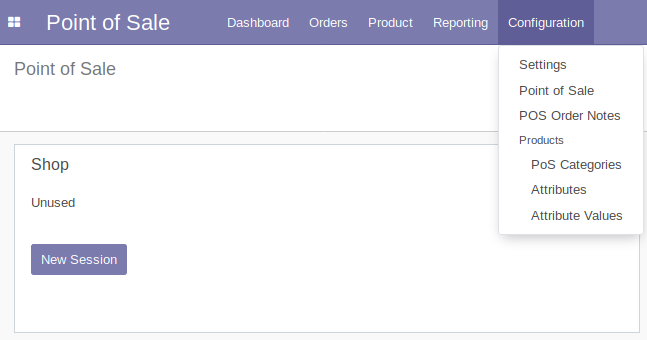 Point of Sale Dashboard Orders Product Reporting Configuration
Point of Sale
Settings
Point of Sale
POS Order Notes
Products
PoS Categories
Attributes
Attribute Values
Shop
Unused
New Session